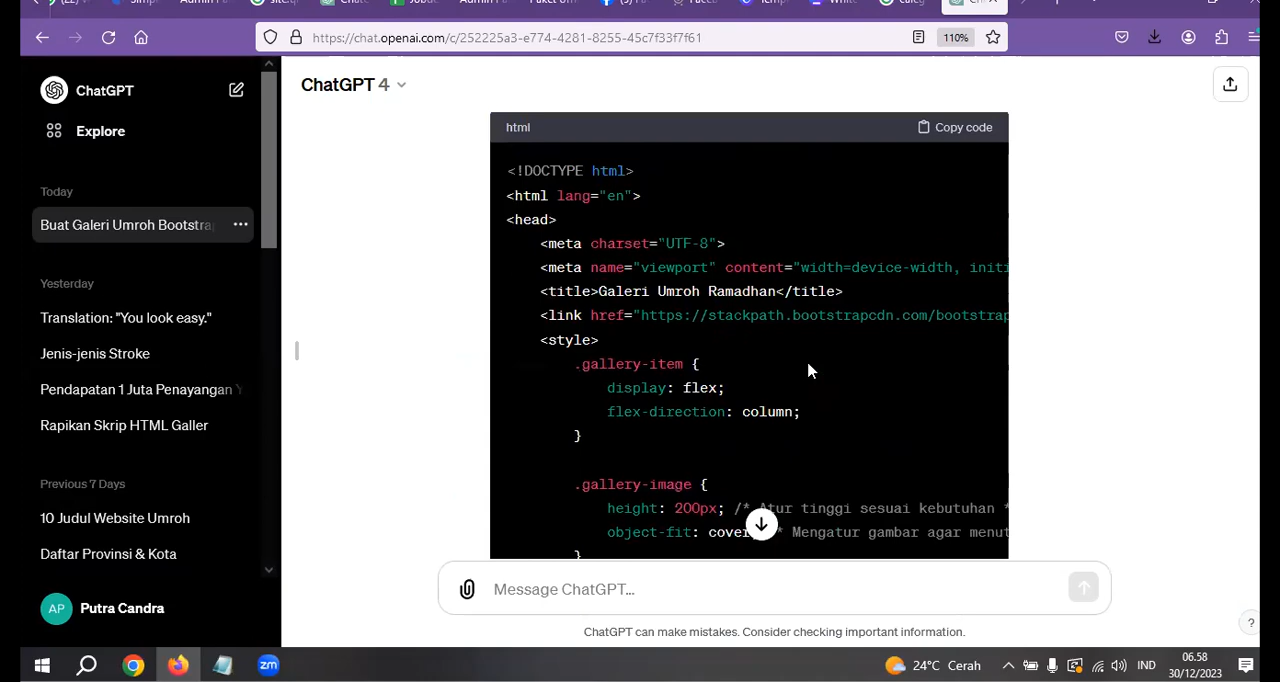 https://chat.openai.com/c/252225a3-e774-4281-8255-45c7f33f7f61
110%
ChatGPT
Explore
Today
Buat Galeri Umroh Bootstrap
Yesterday
Translation: "You look easy."
Jenis-jenis Stroke
Pendapatan 1 Juta Penayangan
Rapikan Skrip HTML Galler
Previous 7 Days
10 Judul Website Umroh
Daftar Provinsi & Kota
AP
Putra Candra
ChatGPT 4
html
Copy code
<!DOCTYPE html>
<html lang="en">
<head>
<meta charset="UTF-8">
<meta name="viewport" content="width=device-width, initi
<title>Galeri Umroh Ramadhan</title>
<link href="https://stackpath.bootstrapcdn.com/bootstrap
<style>
.gallery-item {
display: flex;
flex-direction: column;
}
.gallery-image {
height: 200px; /* Atur tinggi sesuai kebutuhan *
object-fit: cover * Mengatur gambar agar menut
}
Message ChatGPT...
ChatGPT can make mistakes. Consider checking important information.
?
zm
24°C Cerah
IND
06.58
30/12/2023